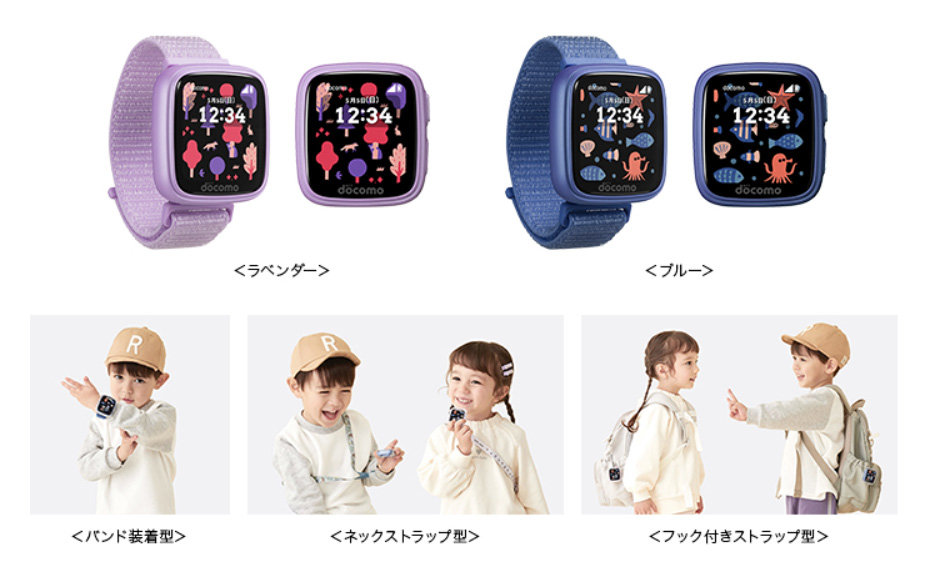 docomo
5月5日(日)
12:34
docomo
5月5日(日)
12:34
docomo
docomo
5月5日(日)
12:34
docomo
docomo
5月5日(日)
12:34
docomo
<ラベンダー>
<ブルー>
R
R
<バンド装着型>
<ネックストラップ型>
<フック付きストラップ型>